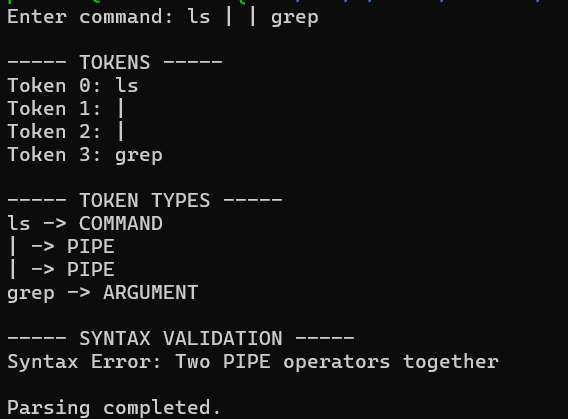 Enter command: ls | | grep
----- TOKENS -----
Token 0: ls
Token 1: |
Token 2: |
Token 3: grep
----- TOKEN TYPES -----
ls -> COMMAND
| -> PIPE
| -> PIPE
grep -> ARGUMENT
----- SYNTAX VALIDATION -----
Syntax Error: Two PIPE operators together
Parsing completed.